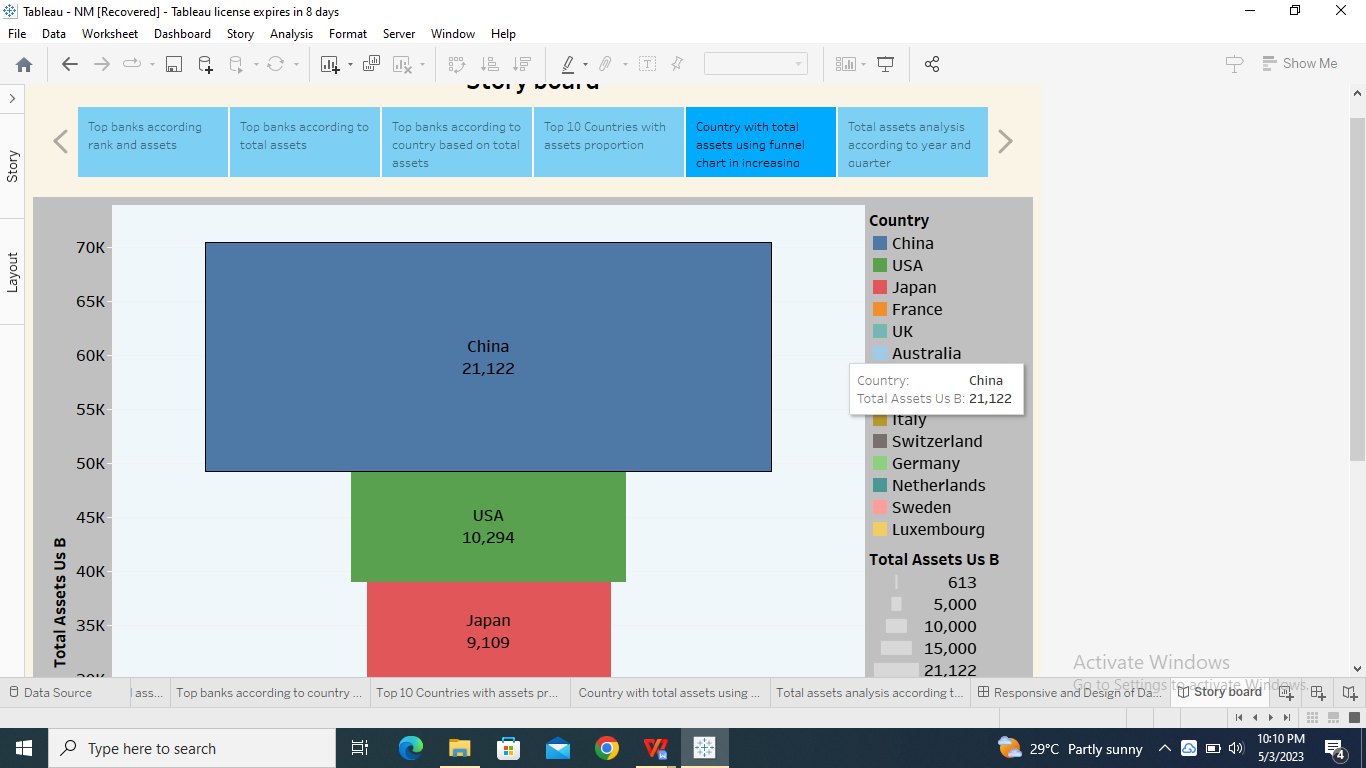 Tableau - NM [Recovered] - Tableau license expires in 8 days
File Data Worksheet Dashboard Story Analysis Format Server Window Help
Show Me
Story board
Top banks according rank and assets
Top banks according to total assets
Top banks according to country based on total assets
Top 10 Countries with assets proportion
Country with total assets using funnel chart in increasing
Total assets analysis according to year and quarter
Story
Layout
70K
65K
60K
55K
50K
45K
40K
35K
Total Assets Us B
China
21,122
USA
10,294
Japan
9,109
Country
China
USA
Japan
France
UK
Australia
Country: China
Total Assets Us B: 21,122
Italy
Switzerland
Germany
Netherlands
Sweden
Luxembourg
Total Assets Us B
613
5,000
10,000
15,000
21,122
Activate Windows
Go to Settings to activate Windows.
Data Source
l ass...
Top banks according to country ...
Top 10 Countries with assets pr...
Country with total assets using ...
Total assets analysis according t...
Responsive and Design of Da...
Story board
Type here to search
29°C Partly sunny
10:10 PM
5/3/2023
4